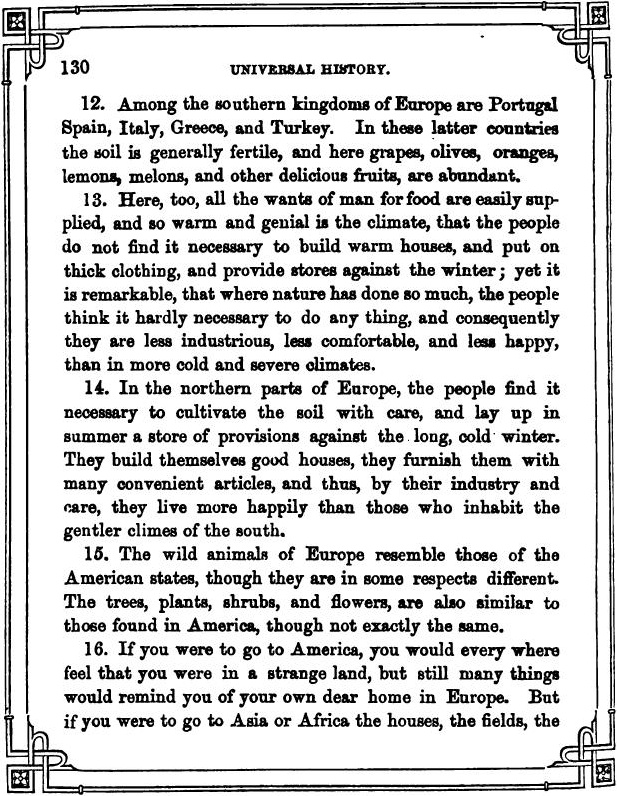 130 UNIVERSAL HISTORY.
12. Among the southern kingdoms of Europe are Portugal
Spain, Italy, Greece, and Turkey. In these latter countries
the soil is generally fertile, and here grapes, olives, oranges,
lemons, melons, and other delicious fruits, are abundant.
13. Here, too, all the wants of man for food are easily sup-
plied, and so warm and genial is the climate, that the people
do not find it necessary to build warm houses, and put on
thick clothing, and provide stores against the winter; yet it
is remarkable, that where nature has done so much, the people
think it hardly necessary to do any thing, and consequently
they are less industrious, less comfortable, and less happy,
than in more cold and severe climates.
14. In the northern parts of Europe, the people find it
necessary to cultivate the soil with care, and lay up in
summer a store of provisions against the long, cold winter.
They build themselves good houses, they furnish them with
many convenient articles, and thus, by their industry and
care, they live more happily than those who inhabit the
gentler climes of the south.
15. The wild animals of Europe resemble those of the
American states, though they are in some respects different.
The trees, plants, shrubs, and flowers, are also similar to
those found in America, though not exactly the same.
16. If you were to go to America, you would every where
feel that you were in a strange land, but still many things
would remind you of your own dear home in Europe. But
if you were to go to Asia or Africa the houses, the fields, the